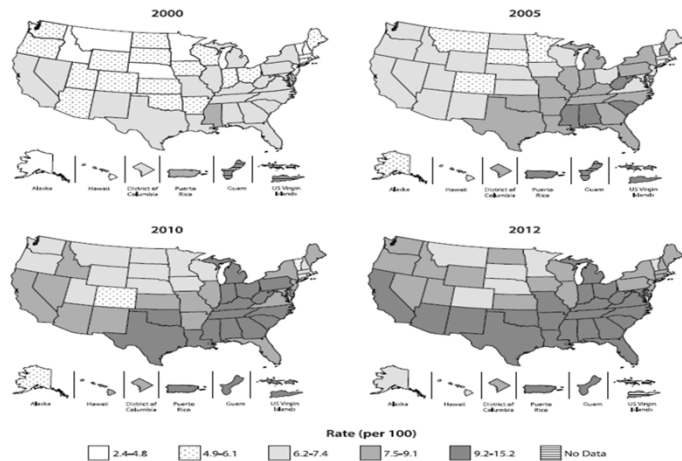 2000
2005
Alaska
Hawaii
District of
Columbia
Puerto
Rico
Guam
US Virgin
Islands
Alaska
Hawaii
District of
Columbia
Puerto
Rico
Guam
US Virgin
Islands
2010
2012
Alaska
Hawaii
District of
Columbia
Puerto
Rico
Guam
US Virgin
Islands
Alaska
Hawaii
District of
Columbia
Puerto
Rico
Guam
US Virgin
Islands
Rate (per 100)
2.4–4.8
4.9–6.1
6.2–7.4
7.5–9.1
9.2–15.2
No Data